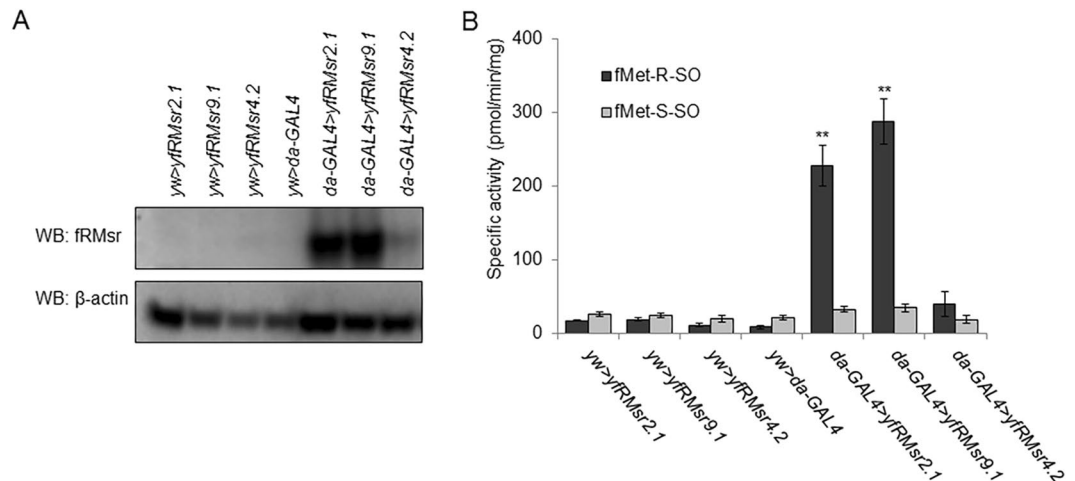 A
yw>yfRMsr2.1
yw>yfRMsr9.1
yw>yfRMsr4.2
yw>da-GAL4
da-GAL4>yfRMsr2.1
da-GAL4>yfRMsr9.1
da-GAL4>yfRMsr4.2
WB: fRMsr
WB: β-actin
B
Specific activity (pmol/min/mg)
400
300
200
100
0
fMet-R-SO
fMet-S-SO
**
**
yw>yfRMsr2.1
yw>yfRMsr9.1
yw>yfRMsr4.2
yw>da-GAL4
da-GAL4>yfRMsr2.1
da-GAL4>yfRMsr9.1
da-GAL4>yfRMsr4.2